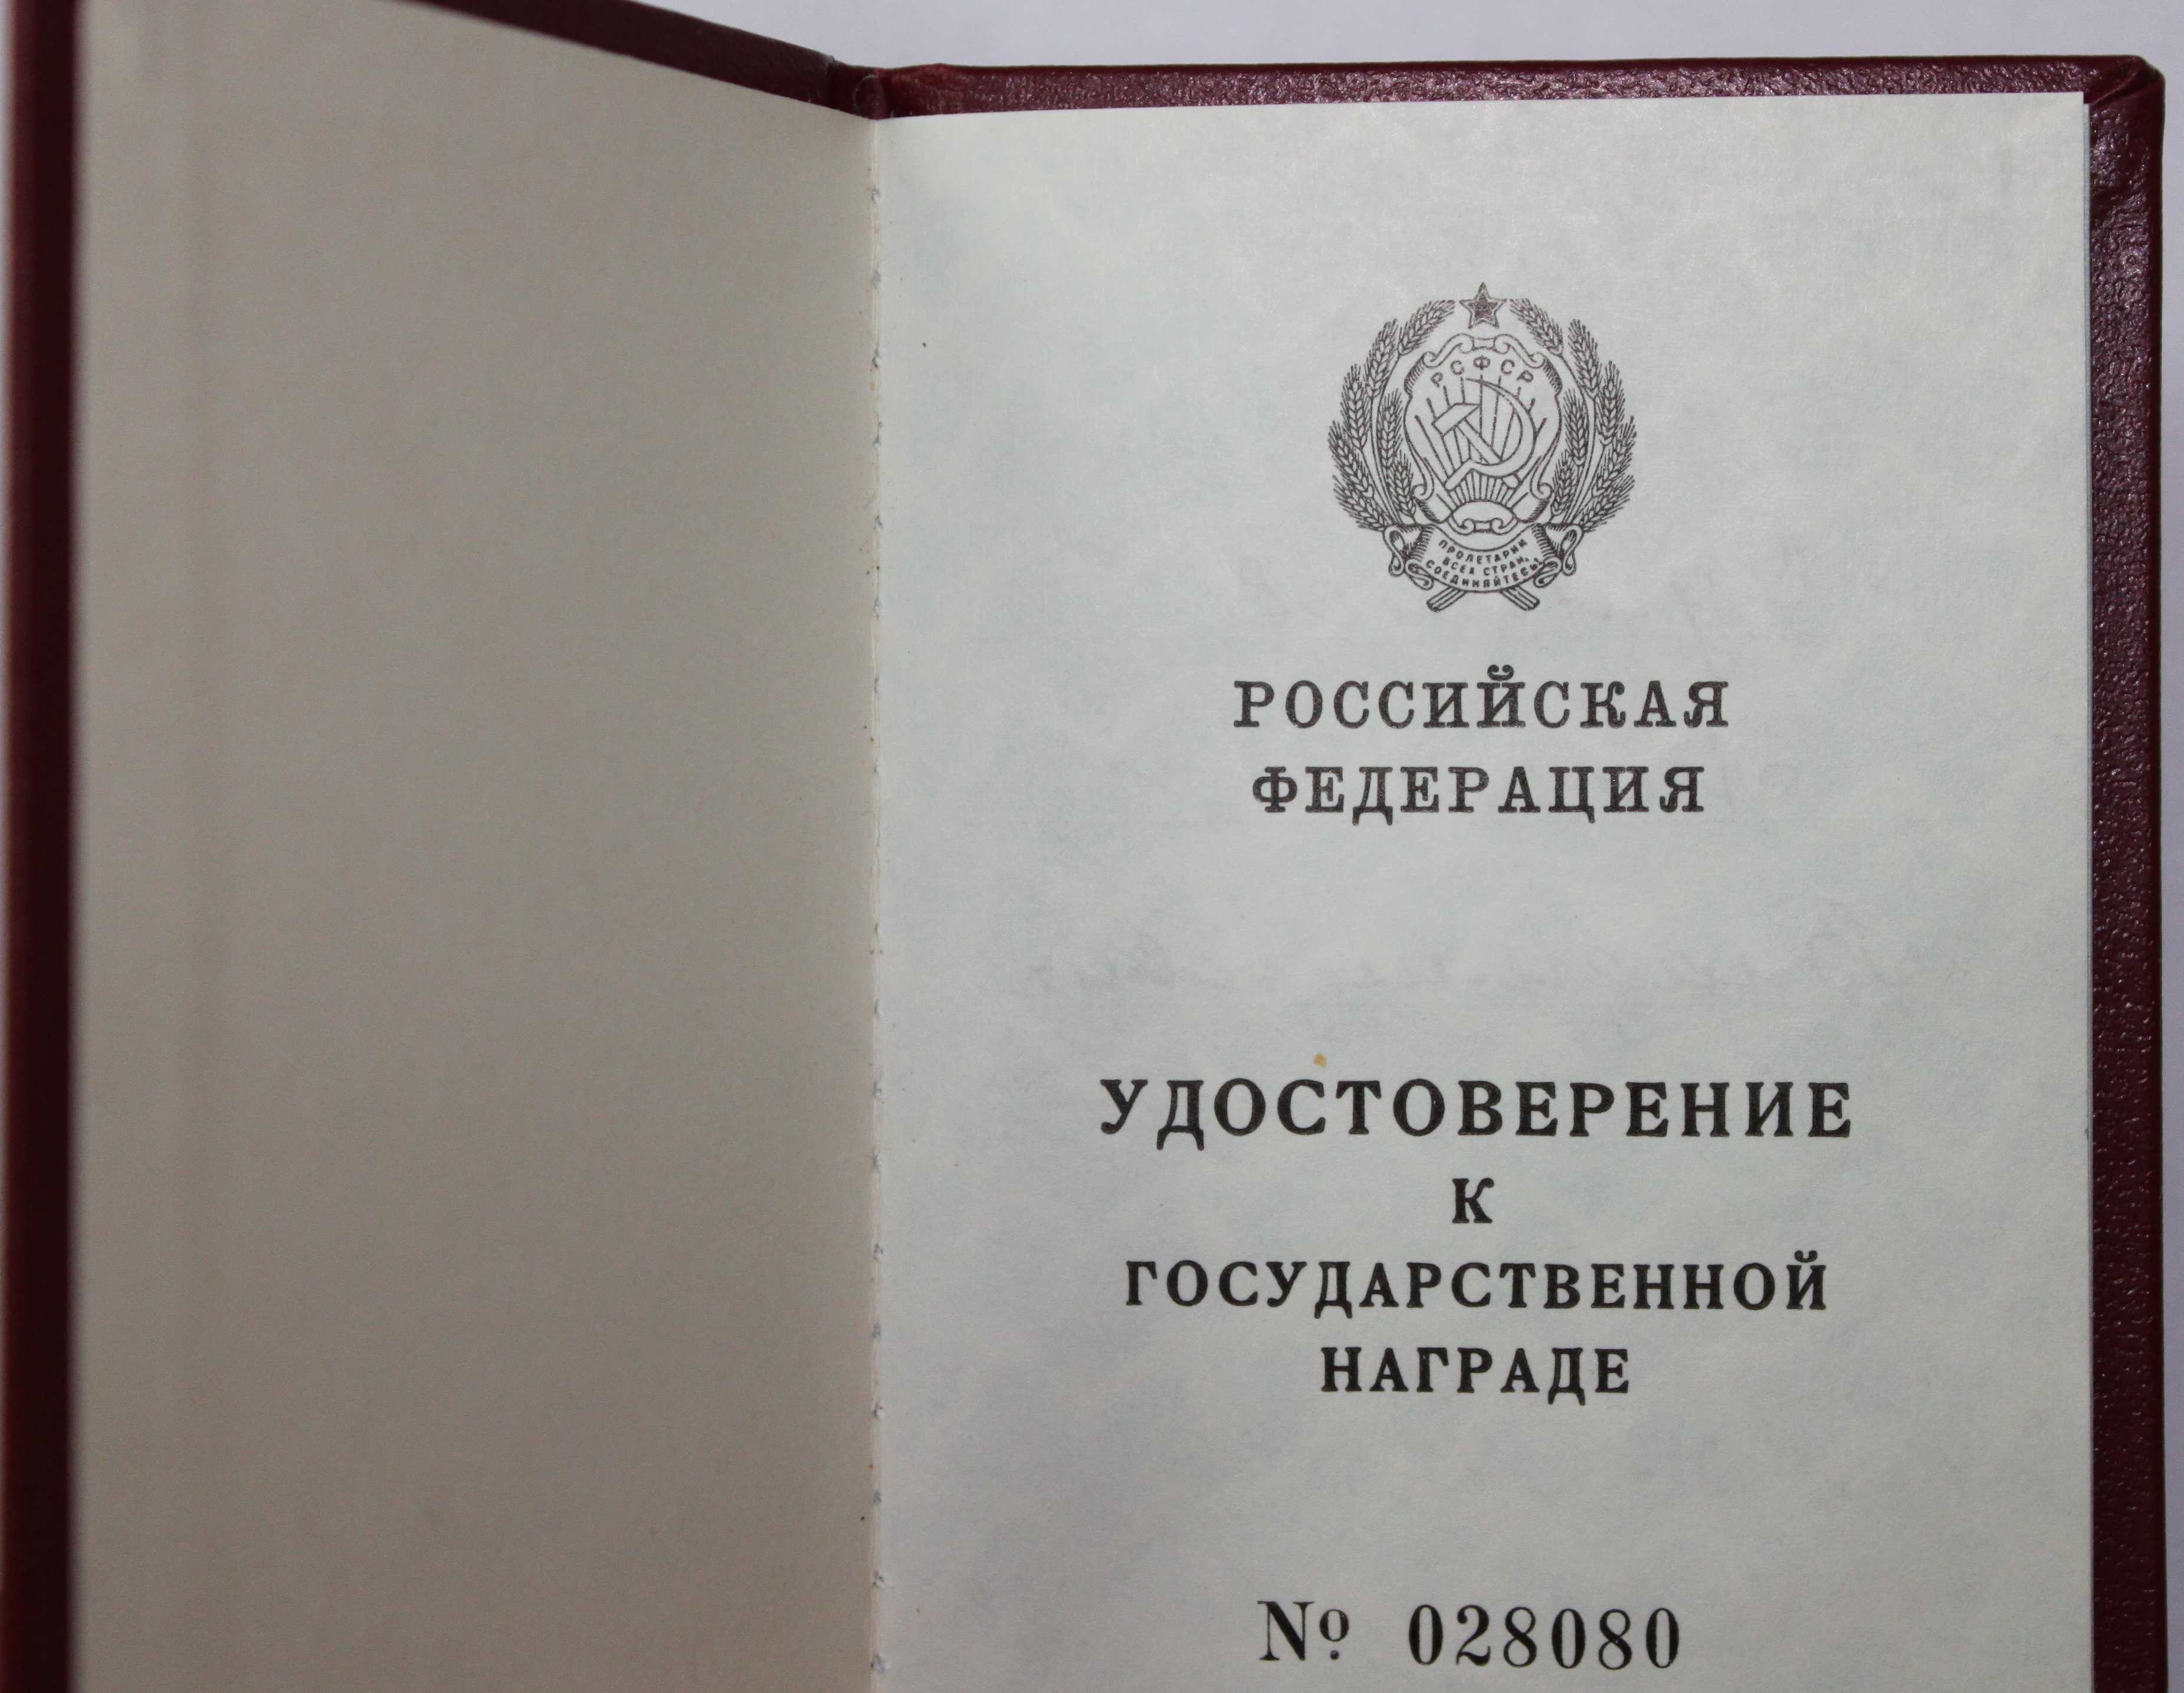 РСФСР
ПРОЛЕТАРИИ
ВСЕХ СТРАН,
СОЕДИНЯЙТЕСЬ!
РОССИЙСКАЯ
ФЕДЕРАЦИЯ
УДОСТОВЕРЕНИЕ
К
ГОСУДАРСТВЕННОЙ
НАГРАДЕ
№ 028080